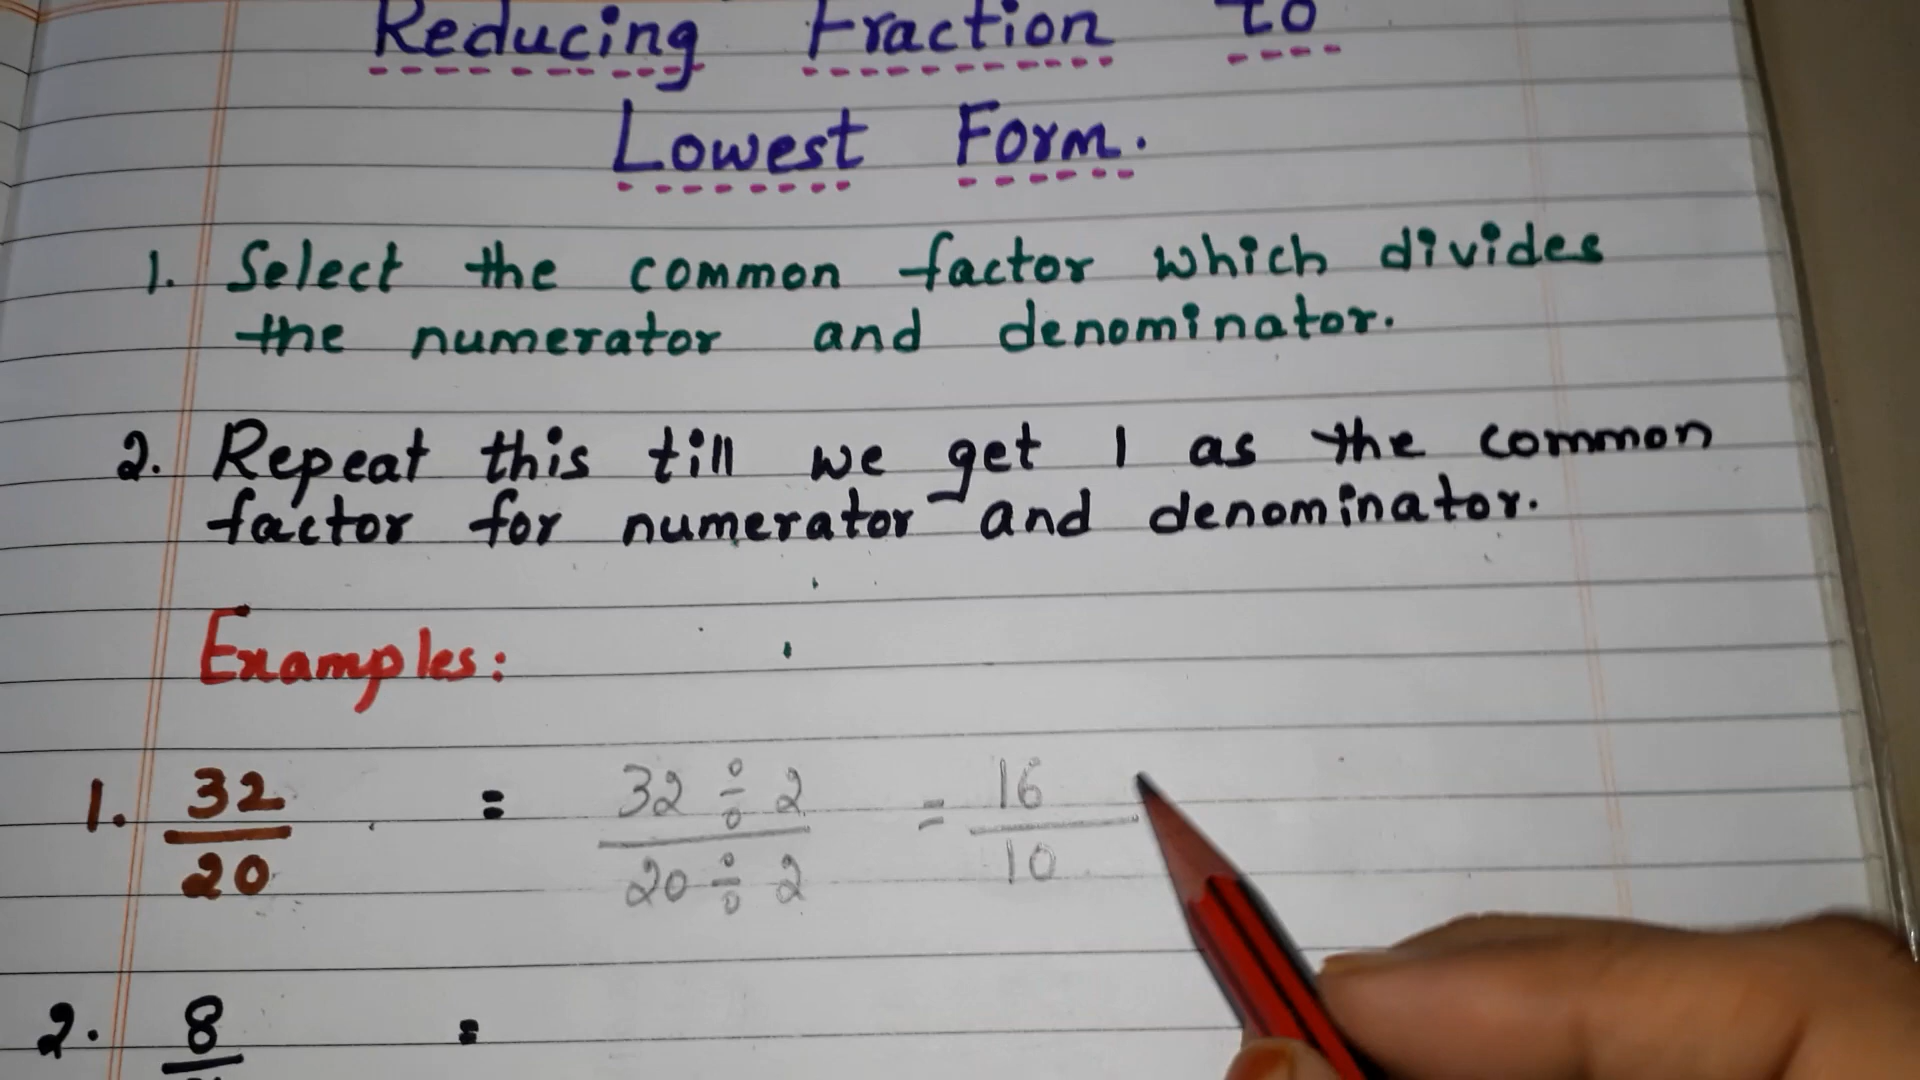 Reducing Fraction to
Lowest Form.
1. Select the common factor which divides
the numerator and denominator.
2. Repeat this till we get 1 as the common
factor for numerator and denominator.
Examples:
1. 32/20 = 32 ÷ 2/20 ÷ 2 = 16/10
2. 8 =